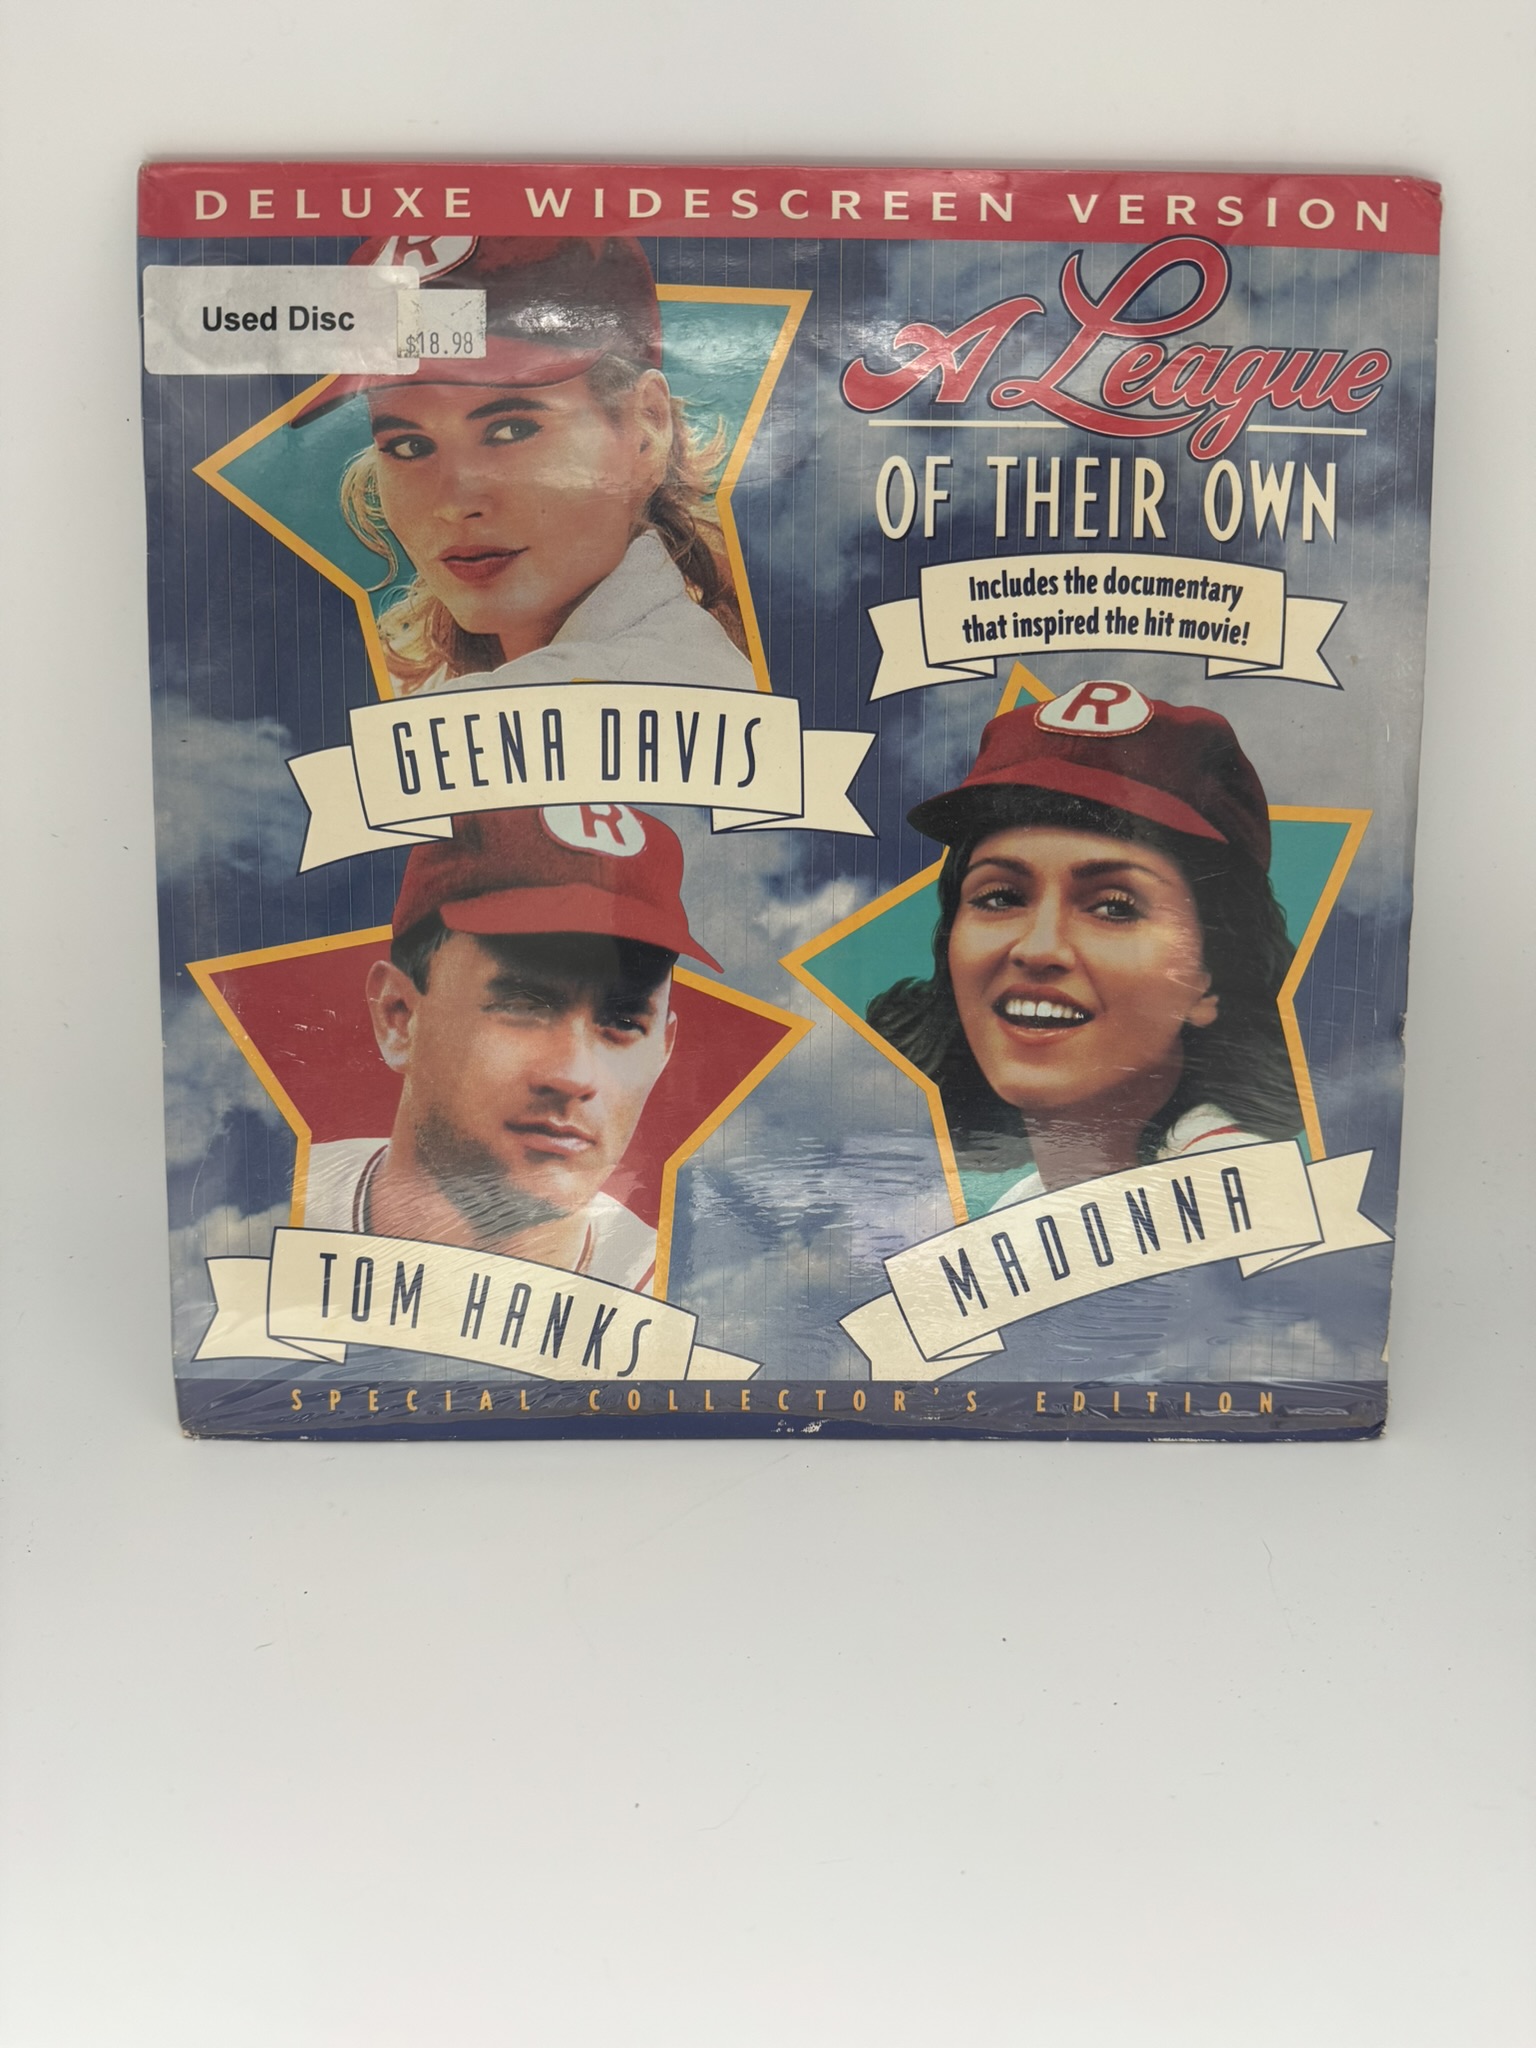 DELUXE WIDESCREEN VERSION
Used Disc
$18.98
R
A League
OF THEIR OWN
Includes the documentary
that inspired the hit movie!
R
GEENA DAVIS
R
MADONNA
TOM HANKS
SPECIAL COLLECTOR'S EDITION